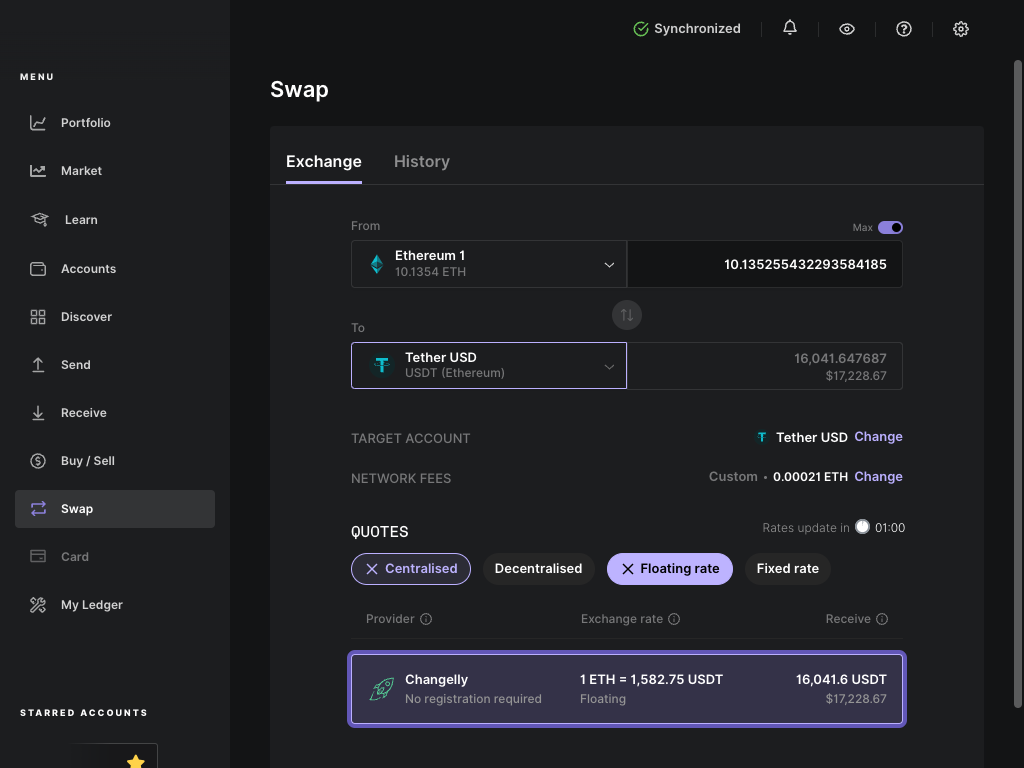 Synchronized
MENU
Portfolio
Market
Learn
Accounts
Discover
Send
Receive
Buy / Sell
Swap
Card
My Ledger
STARRED ACCOUNTS
Swap
Exchange History
From Max
Ethereum 1
10.1354 ETH
10.135255432293584185
To
Tether USD
USDT (Ethereum)
16,041.647687
$17,228.67
TARGET ACCOUNT Tether USD Change
NETWORK FEES Custom • 0.00021 ETH Change
QUOTES Rates update in 01:00
Centralised Decentralised Floating rate Fixed rate
Provider Exchange rate Receive
Changelly 1 ETH = 1,582.75 USDT 16,041.6 USDT
No registration required Floating $17,228.67